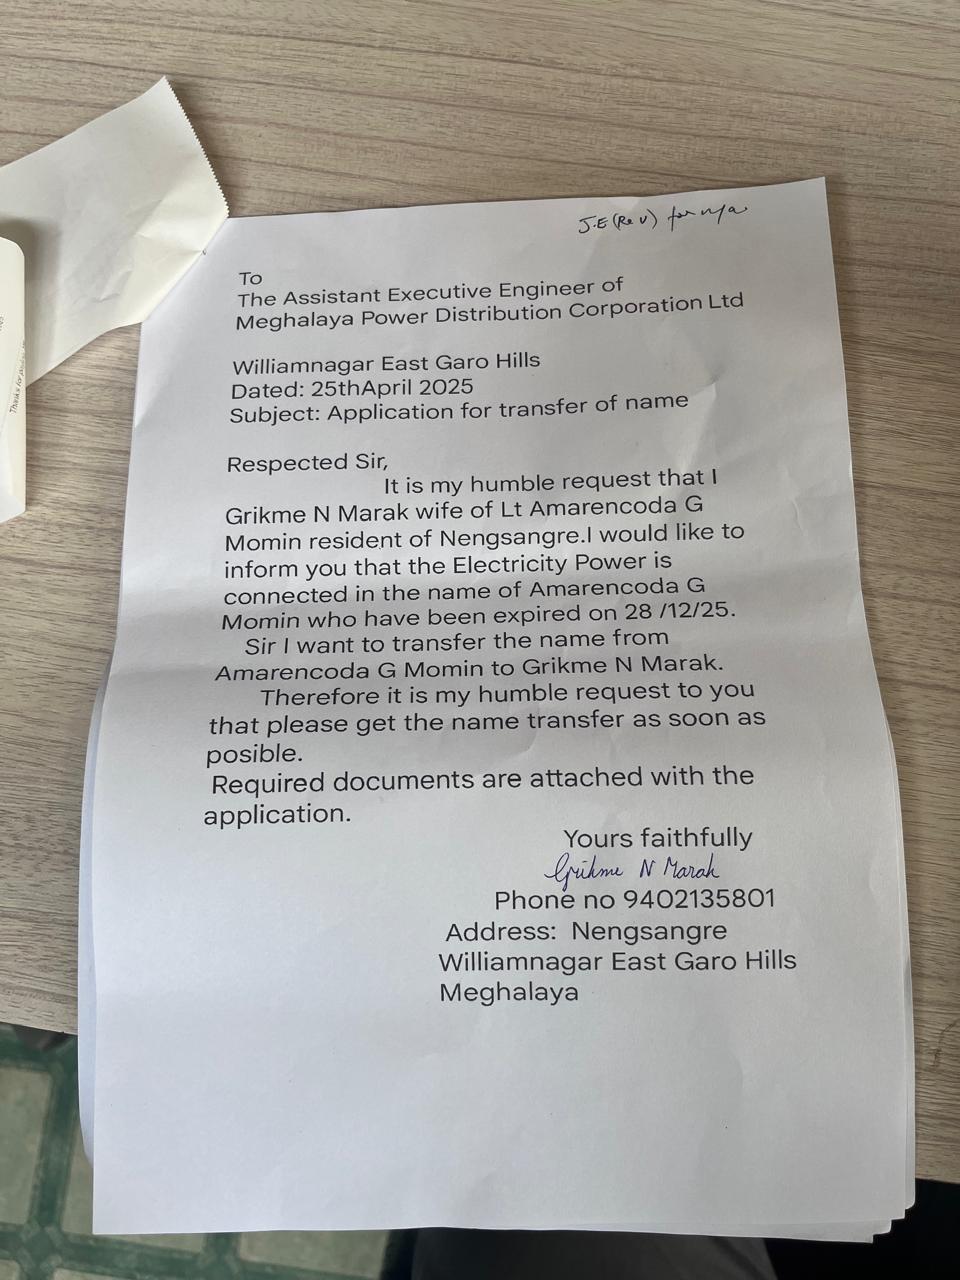 J.E (Rev) for n/a
To
The Assistant Executive Engineer of
Meghalaya Power Distribution Corporation Ltd
Williamnagar East Garo Hills
Dated: 25thApril 2025
Subject: Application for transfer of name
Respected Sir,
It is my humble request that I
Grikme N Marak wife of Lt Amarencoda G
Momin resident of Nengsangre.I would like to
inform you that the Electricity Power is
connected in the name of Amarencoda G
Momin who have been expired on 28 /12/25.
Sir I want to transfer the name from
Amarencoda G Momin to Grikme N Marak.
Therefore it is my humble request to you
that please get the name transfer as soon as
posible.
Required documents are attached with the
application.
Yours faithfully
Grikme N Marak
Phone no 9402135801
Address: Nengsangre
Williamnagar East Garo Hills
Meghalaya
Thanks for